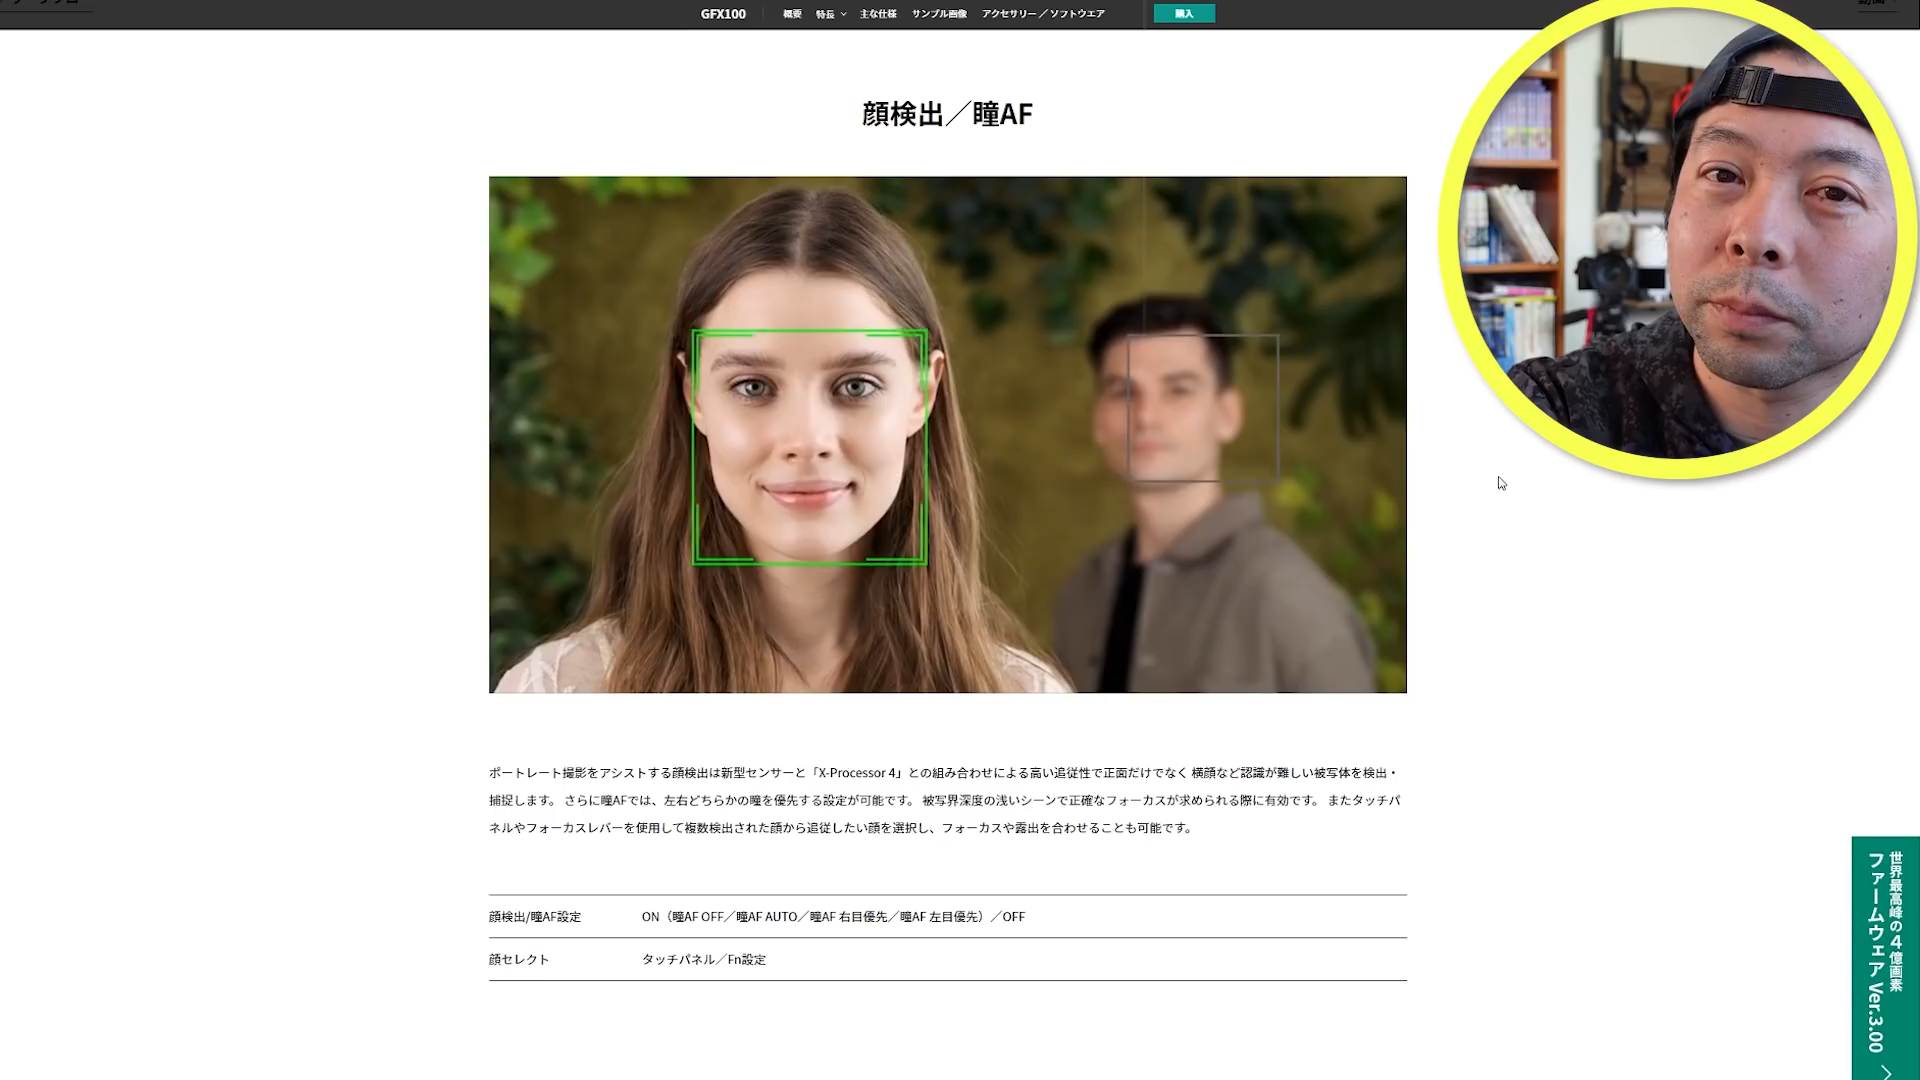 GFX100 概要 特長 主な仕様 サンプル画像 アクセサリー／ソフトウエア 購入
顔検出／瞳AF
ポートレート撮影をアシストする顔検出は新型センサーと「X-Processor 4」との組み合わせによる高い追従性で正面だけでなく 横顔など認識が難しい被写体を検出・
捕捉します。 さらに瞳AFでは、左右どちらかの瞳を優先する設定が可能です。 被写界深度の浅いシーンで正確なフォーカスが求められる際に有効です。 またタッチパ
ネルやフォーカスレバーを使用して複数検出された顔から追従したい顔を選択し、フォーカスや露出を合わせることも可能です。
顔検出/瞳AF設定 ON（瞳AF OFF／瞳AF AUTO／瞳AF 右目優先／瞳AF 左目優先）／OFF
顔セレクト タッチパネル／Fn設定
世界最高峰の4億画素
ファームウェア Ver.3.00